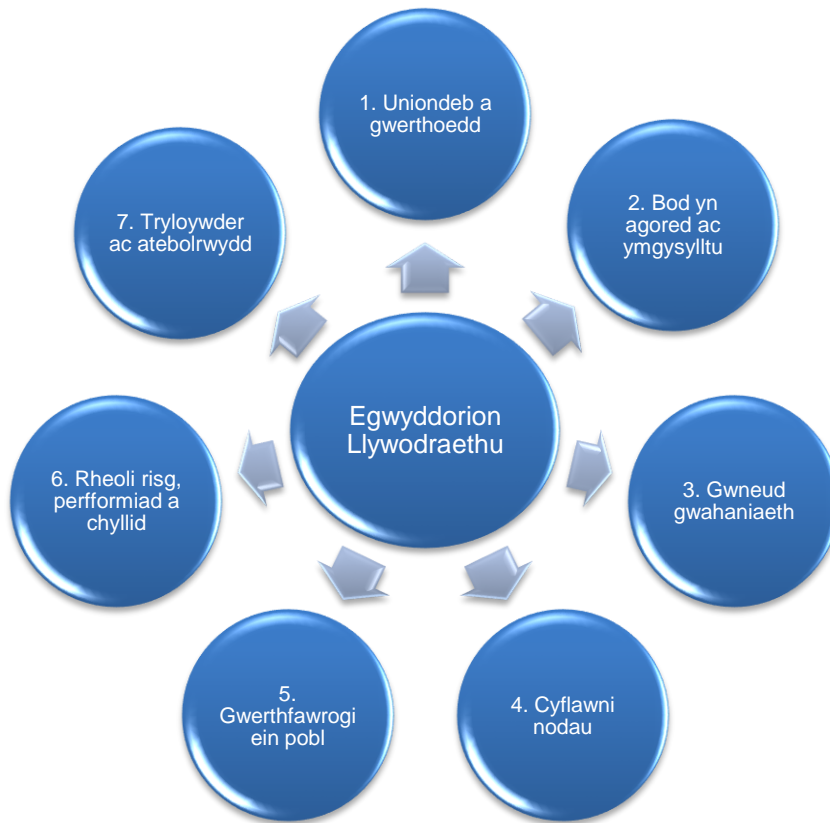 1. Uniondeb a
gwerthoedd
2. Bod yn
agored ac
ymgysylltu
3. Gwneud
gwahaniaeth
4. Cyflawni
nodau
5.
Gwerthfawrogi
ein pobl
6. Rheoli risg,
perfformiad a
chyllid
7. Tryloywder
ac atebolrwydd
Egwyddorion
Llywodraethu